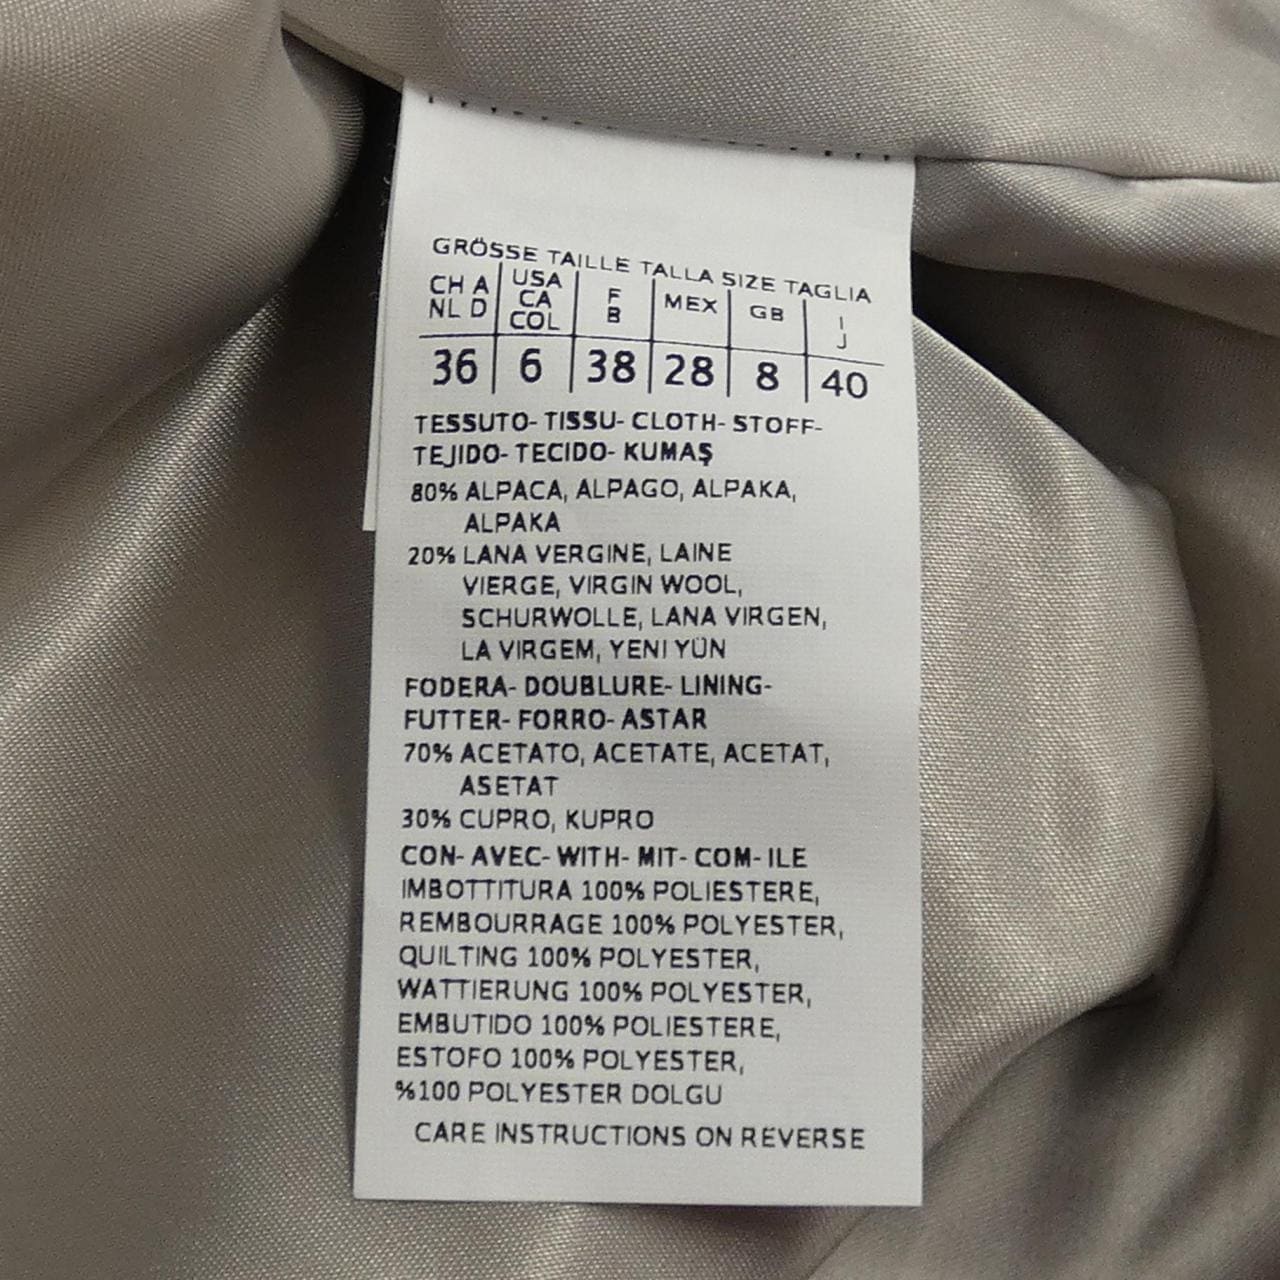 GRÖSSE TAILLE TALLA SIZE TAGLIA
CH A NL D | USA CA COL | F B | MEX | GB | I J
36 | 6 | 38 | 28 | 8 | 40
TESSUTO- TISSU- CLOTH- STOFF-
TEJIDO- TECIDO- KUMAŞ
80% ALPACA, ALPAGO, ALPAKA,
ALPAKA
20% LANA VERGINE, LAINE
VIERGE, VIRGIN WOOL,
SCHURWOLLE, LANA VIRGEN,
LA VIRGEM, YENI YÜN
FODERA- DOUBLURE- LINING-
FUTTER- FORRO- ASTAR
70% ACETATO, ACETATE, ACETAT,
ASETAT
30% CUPRO, KUPRO
CON- AVEC- WITH- MIT- COM- ILE
IMBOTTITURA 100% POLIESTERE,
REMBOURRAGE 100% POLYESTER,
QUILTING 100% POLYESTER,
WATTIERUNG 100% POLYESTER,
EMBUTIDO 100% POLIESTERE,
ESTOFO 100% POLYESTER,
%100 POLYESTER DOLGU
CARE INSTRUCTIONS ON REVERSE